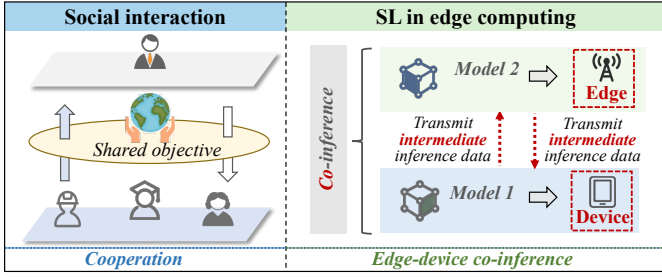 Social interaction
Shared objective
Cooperation
SL in edge computing
Co-inference
Model 2
Edge
Transmit
intermediate
inference data
Transmit
intermediate
inference data
Model 1
Device
Edge-device co-inference